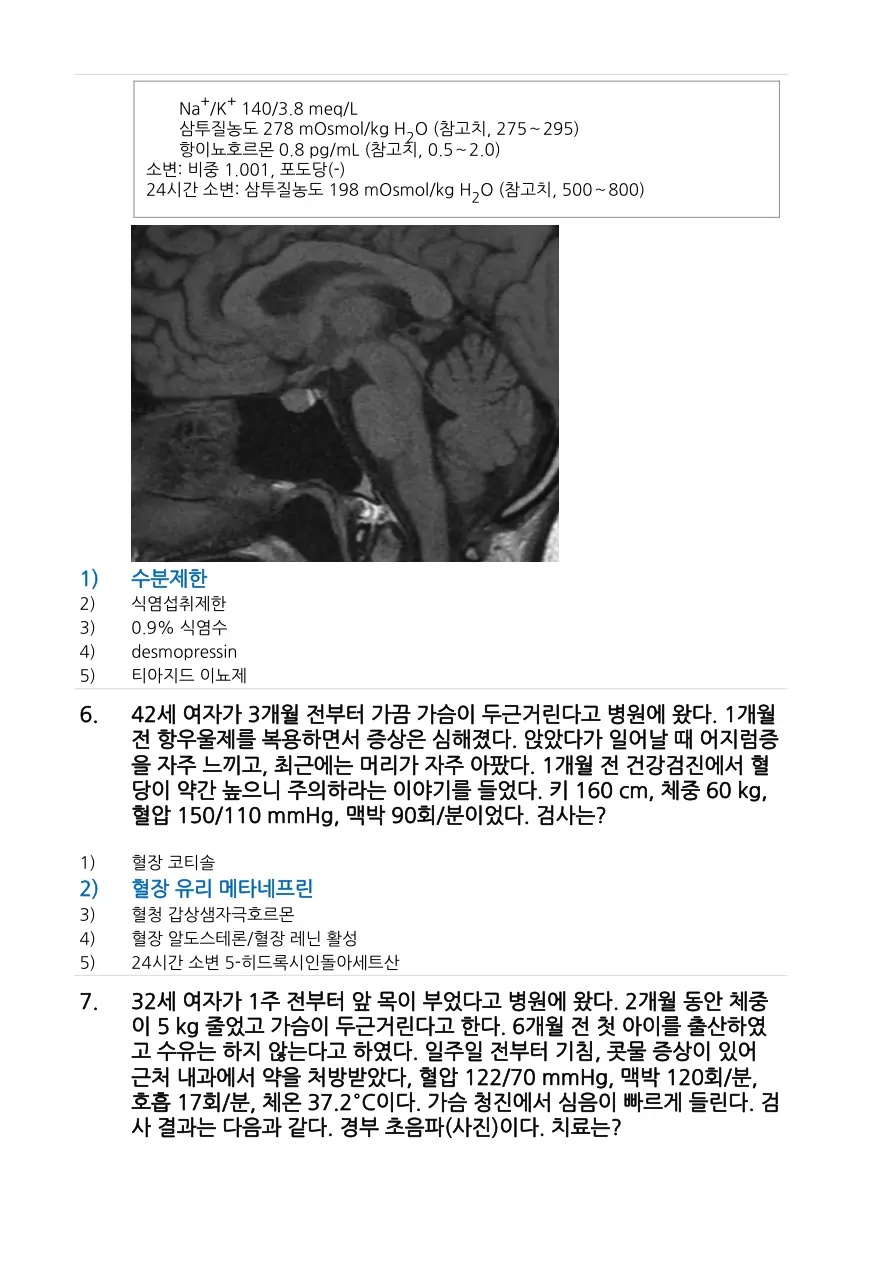 Na+/K+ 140/3.8 meq/L
삼투질농도 278 mOsmol/kg H2O (참고치, 275~295)
항이뇨호르몬 0.8 pg/mL (참고치, 0.5~2.0)
소변: 비중 1.001, 포도당(-)
24시간 소변: 삼투질농도 198 mOsmol/kg H2O (참고치, 500~800)
1) 수분제한
2) 식염섭취제한
3) 0.9% 식염수
4) desmopressin
5) 티아지드 이뇨제
6. 42세 여자가 3개월 전부터 가끔 가슴이 두근거린다고 병원에 왔다. 1개월
전 항우울제를 복용하면서 증상은 심해졌다. 앉았다가 일어날 때 어지럼증
을 자주 느끼고, 최근에는 머리가 자주 아팠다. 1개월 전 건강검진에서 혈
당이 약간 높으니 주의하라는 이야기를 들었다. 키 160 cm, 체중 60 kg,
혈압 150/110 mmHg, 맥박 90회/분이었다. 검사는?
1) 혈장 코티솔
2) 혈장 유리 메타네프린
3) 혈청 갑상샘자극호르몬
4) 혈장 알도스테론/혈장 레닌 활성
5) 24시간 소변 5-히드록시인돌아세트산
7. 32세 여자가 1주 전부터 앞 목이 부었다고 병원에 왔다. 2개월 동안 체중
이 5 kg 줄었고 가슴이 두근거린다고 한다. 6개월 전 첫 아이를 출산하였
고 수유는 하지 않는다고 하였다. 일주일 전부터 기침, 콧물 증상이 있어
근처 내과에서 약을 처방받았다, 혈압 122/70 mmHg, 맥박 120회/분,
호흡 17회/분, 체온 37.2°C이다. 가슴 청진에서 심음이 빠르게 들린다. 검
사 결과는 다음과 같다. 경부 초음파(사진)이다. 치료는?